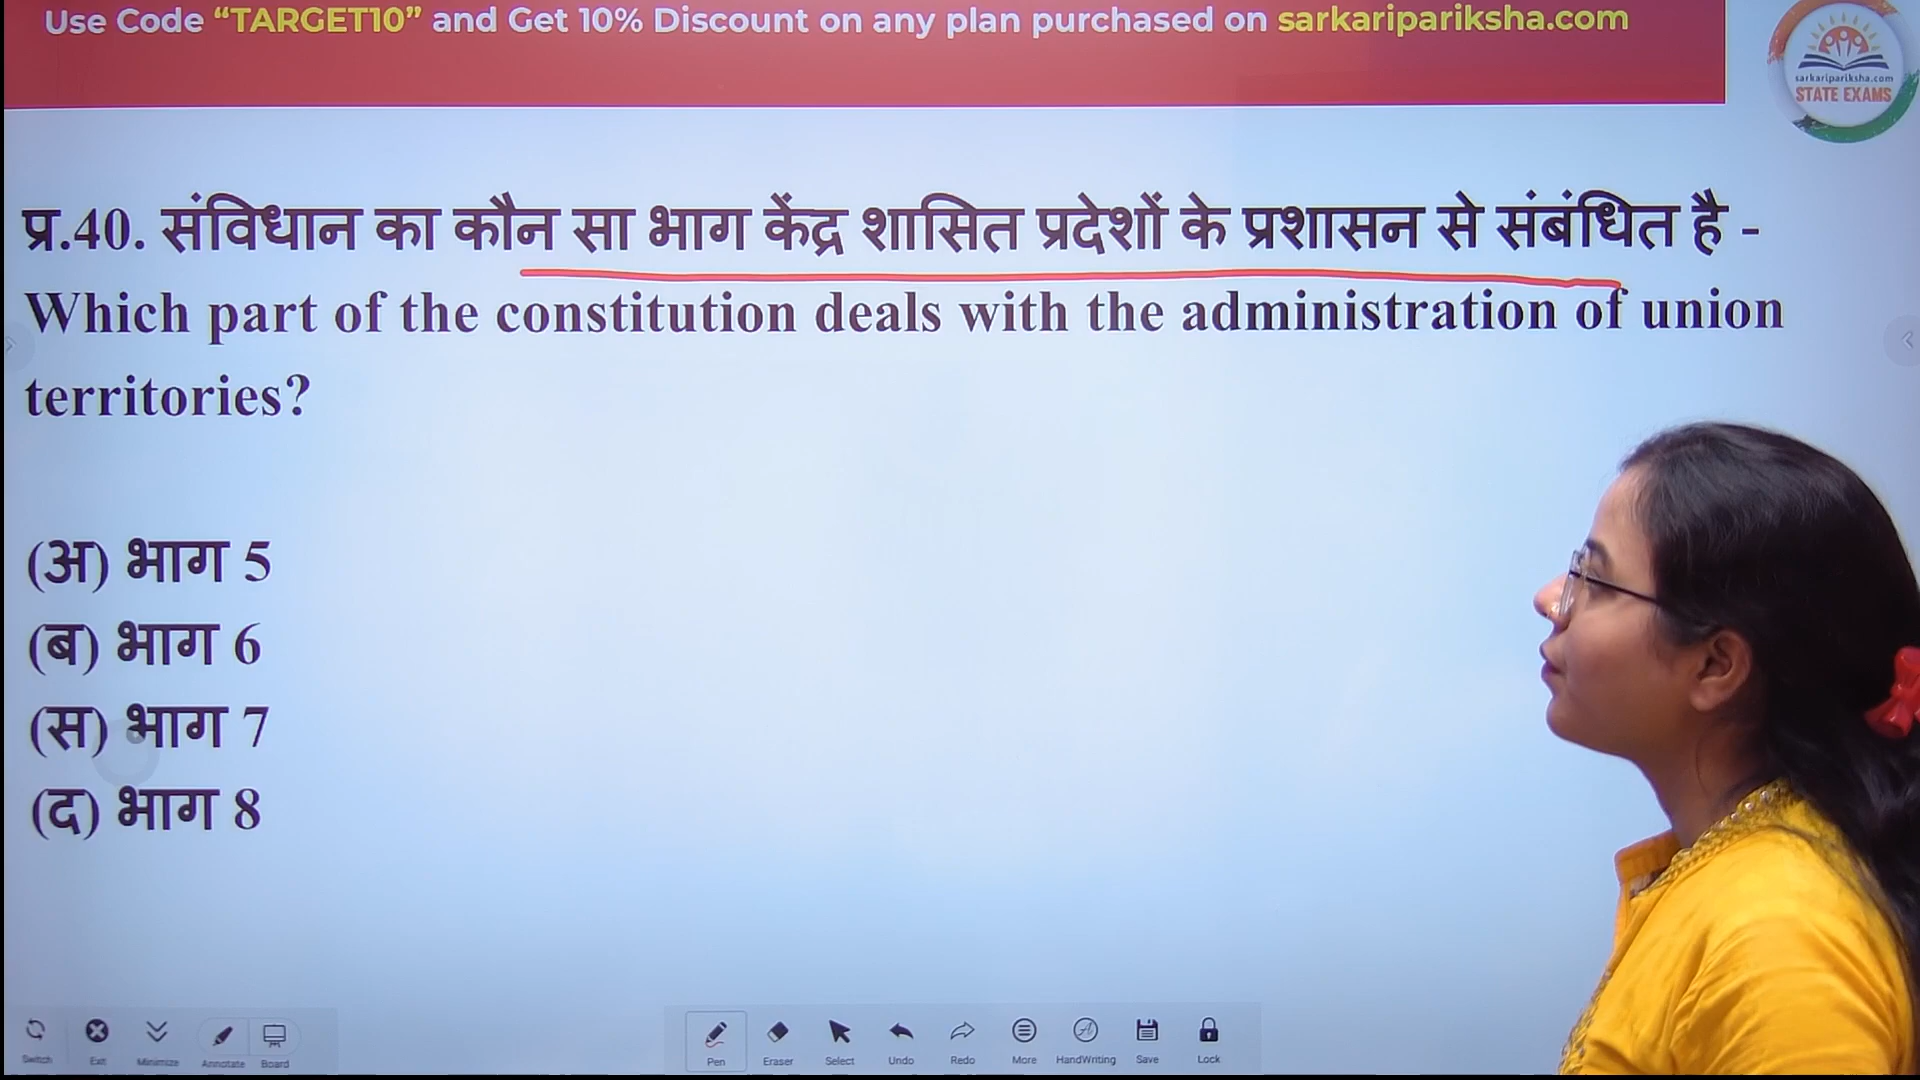 Use Code “TARGET10” and Get 10% Discount on any plan purchased on sarkaripariksha.com
sarkaripariksha.com
STATE EXAMS
प्र.40. संविधान का कौन सा भाग केंद्र शासित प्रदेशों के प्रशासन से संबंधित है -
Which part of the constitution deals with the administration of union
territories?
(अ) भाग 5
(ब) भाग 6
(स) भाग 7
(द) भाग 8
Switch Exit Minimize Annotate Board Pen Eraser Select Undo Redo More HandWriting Save Lock